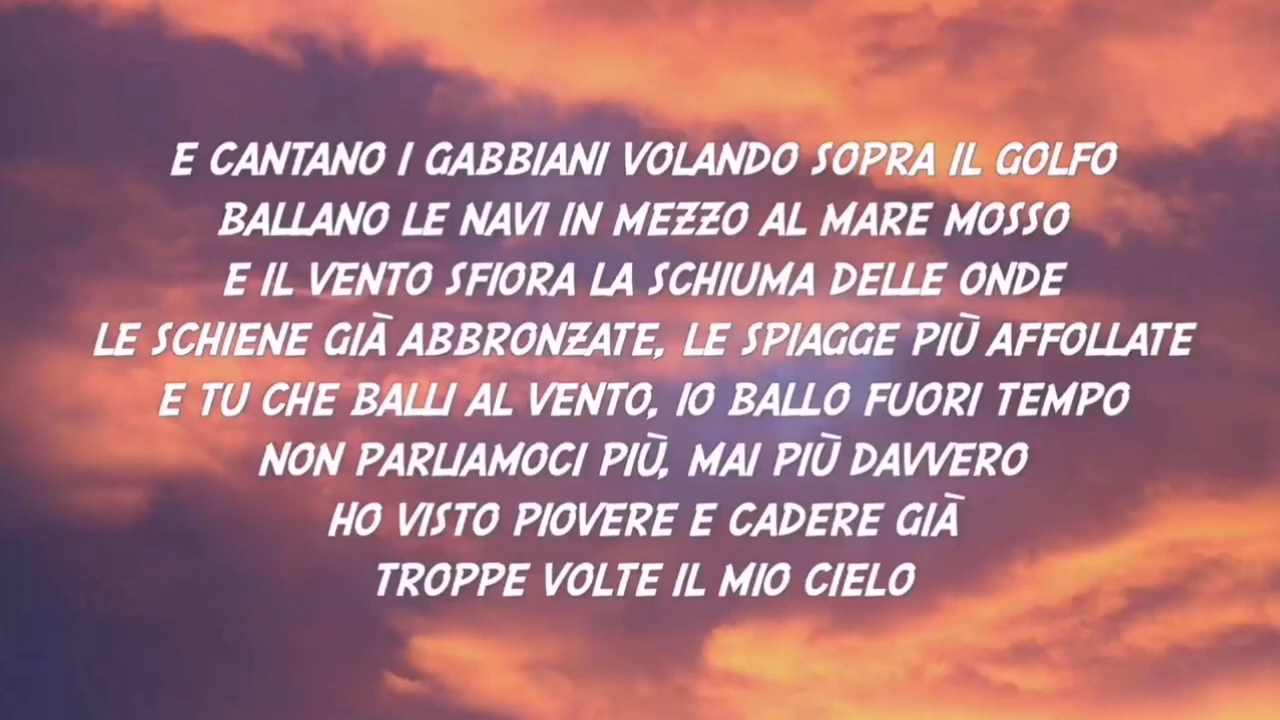 E CANTANO I GABBIANI VOLANDO SOPRA IL GOLFO
BALLANO LE NAVI IN MEZZO AL MARE MOSSO
E IL VENTO SFIORA LA SCHIUMA DELLE ONDE
LE SCHIENE GIÀ ABBRONZATE, LE SPIAGGE PIÙ AFFOLLATE
E TU CHE BALLI AL VENTO, IO BALLO FUORI TEMPO
NON PARLIAMOCI PIÙ, MAI PIÙ DAVVERO
HO VISTO PIOVERE E CADERE GIÀ
TROPPE VOLTE IL MIO CIELO